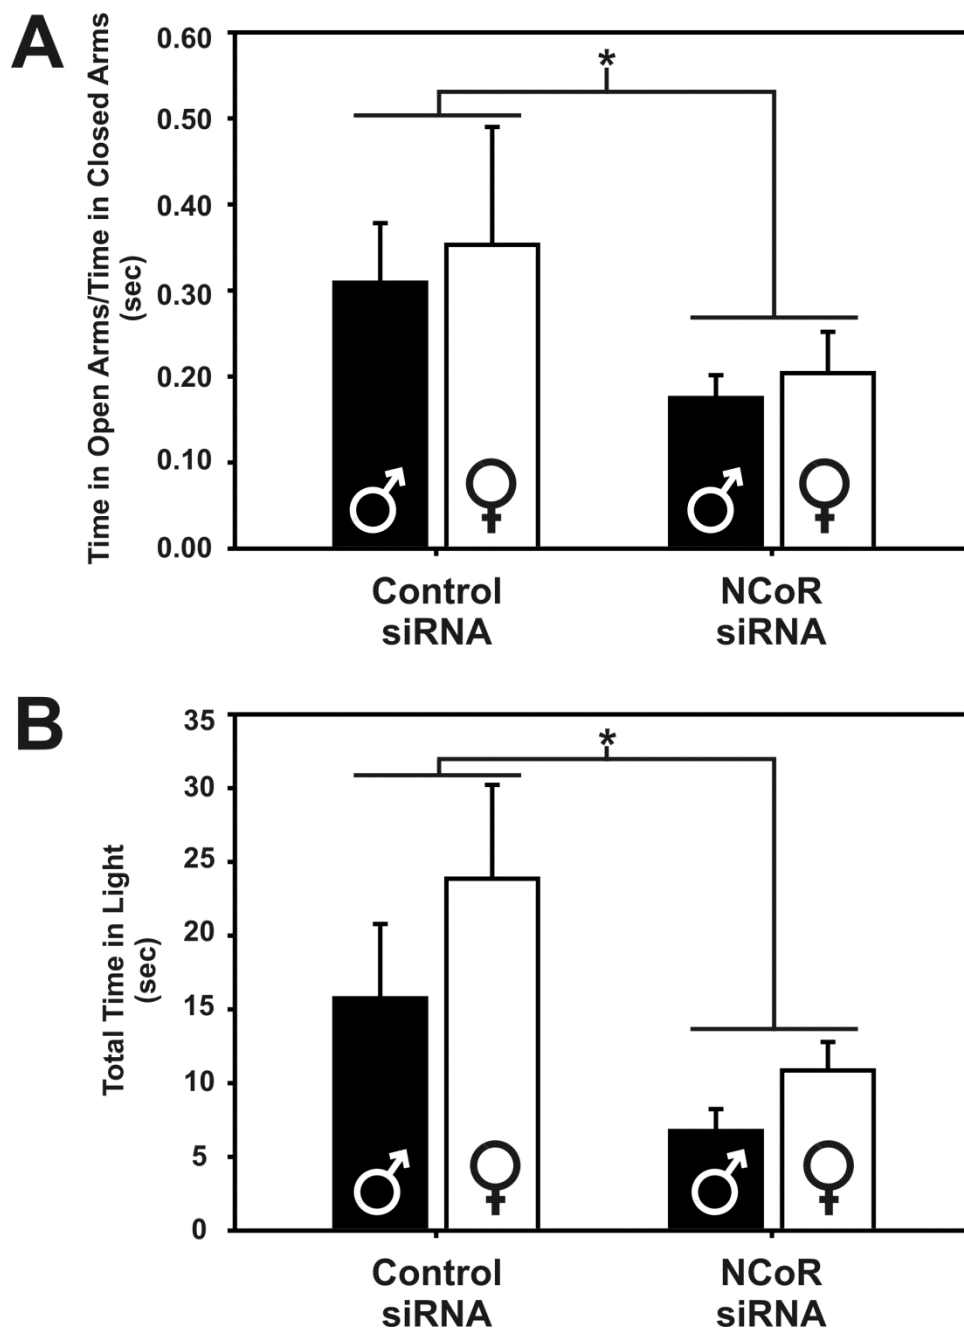 A
Time in Open Arms/Time in Closed Arms
(sec)
0.60
0.50
0.40
0.30
0.20
0.10
0.00
*
♂ ♀ ♂ ♀
Control NCoR
siRNA siRNA
B
Total Time in Light
(sec)
35
30
25
20
15
10
5
0
*
♂ ♀ ♂ ♀
Control NCoR
siRNA siRNA